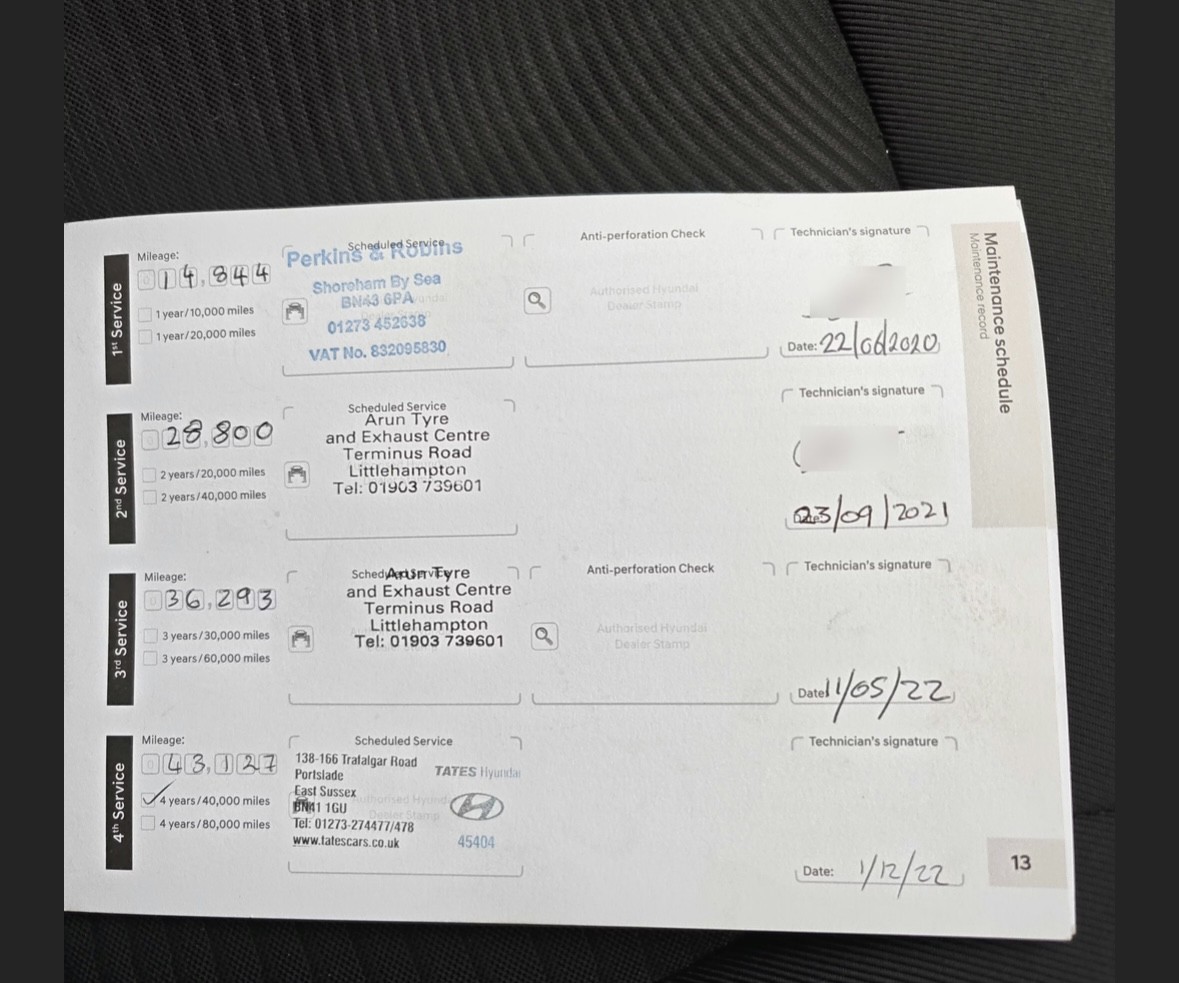 Maintenance schedule
Maintenance record
1st Service
Mileage:
014,844
1 year/10,000 miles
1 year/20,000 miles
Scheduled Service
Perkins & Robins
Shoreham By Sea
BN43 6PA
01273 452638
VAT No. 832095830
Anti-perforation Check
Authorised Hyundai
Dealer Stamp
Technician's signature
Date: 22/06/2020
2nd Service
Mileage:
028,800
2 years/20,000 miles
2 years/40,000 miles
Scheduled Service
Arun Tyre
and Exhaust Centre
Terminus Road
Littlehampton
Tel: 01903 739601
Technician's signature
23/09/2021
3rd Service
Mileage:
036,293
3 years/30,000 miles
3 years/60,000 miles
Scheduled Service
Arun Tyre
and Exhaust Centre
Terminus Road
Littlehampton
Tel: 01903 739601
Anti-perforation Check
Authorised Hyundai
Dealer Stamp
Technician's signature
Date 11/05/22
4th Service
Mileage:
043,127
4 years/40,000 miles
4 years/80,000 miles
Scheduled Service
138-166 Trafalgar Road
Portslade
East Sussex
BN41 1GU
Tel: 01273-274477/478
www.tatescars.co.uk
TATES Hyundai
45404
Authorised Hyundai
Dealer Stamp
Technician's signature
Date: 1/12/22
13